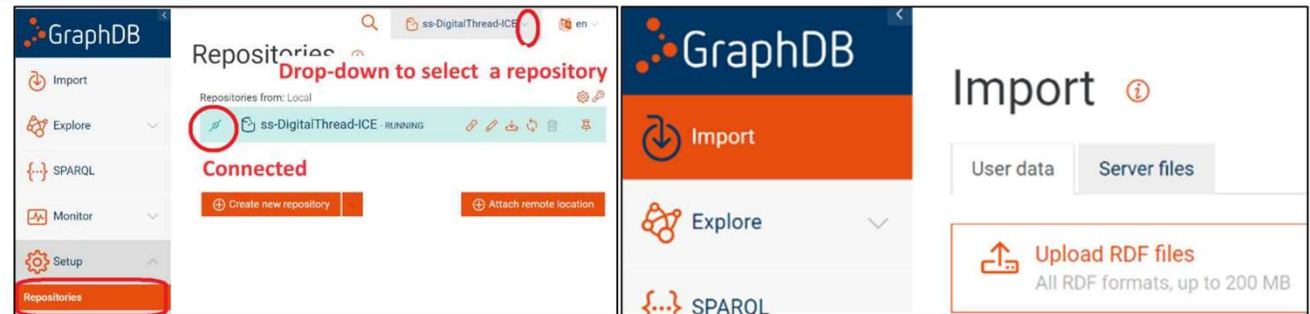 GraphDB
Import
Explore
SPARQL
Monitor
Setup
Repositories
ss-DigitalThread-ICE
en
Repositories
Drop-down to select a repository
Repositories from: Local
ss-DigitalThread-ICE · RUNNING
Connected
Create new repository
Attach remote location
GraphDB
Import
Explore
SPARQL
Import
User data
Server files
Upload RDF files
All RDF formats, up to 200 MB